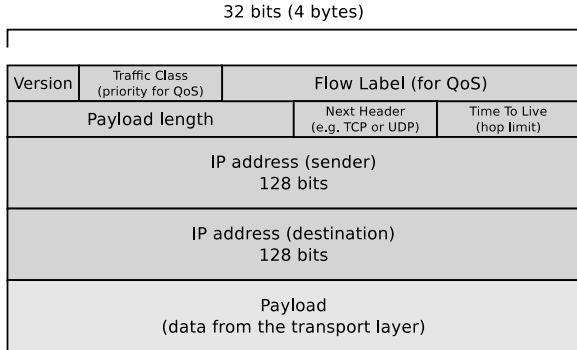 32 bits (4 bytes)
Version
Traffic Class
(priority for QoS)
Flow Label (for QoS)
Payload length
Next Header
(e.g. TCP or UDP)
Time To Live
(hop limit)
IP address (sender)
128 bits
IP address (destination)
128 bits
Payload
(data from the transport layer)